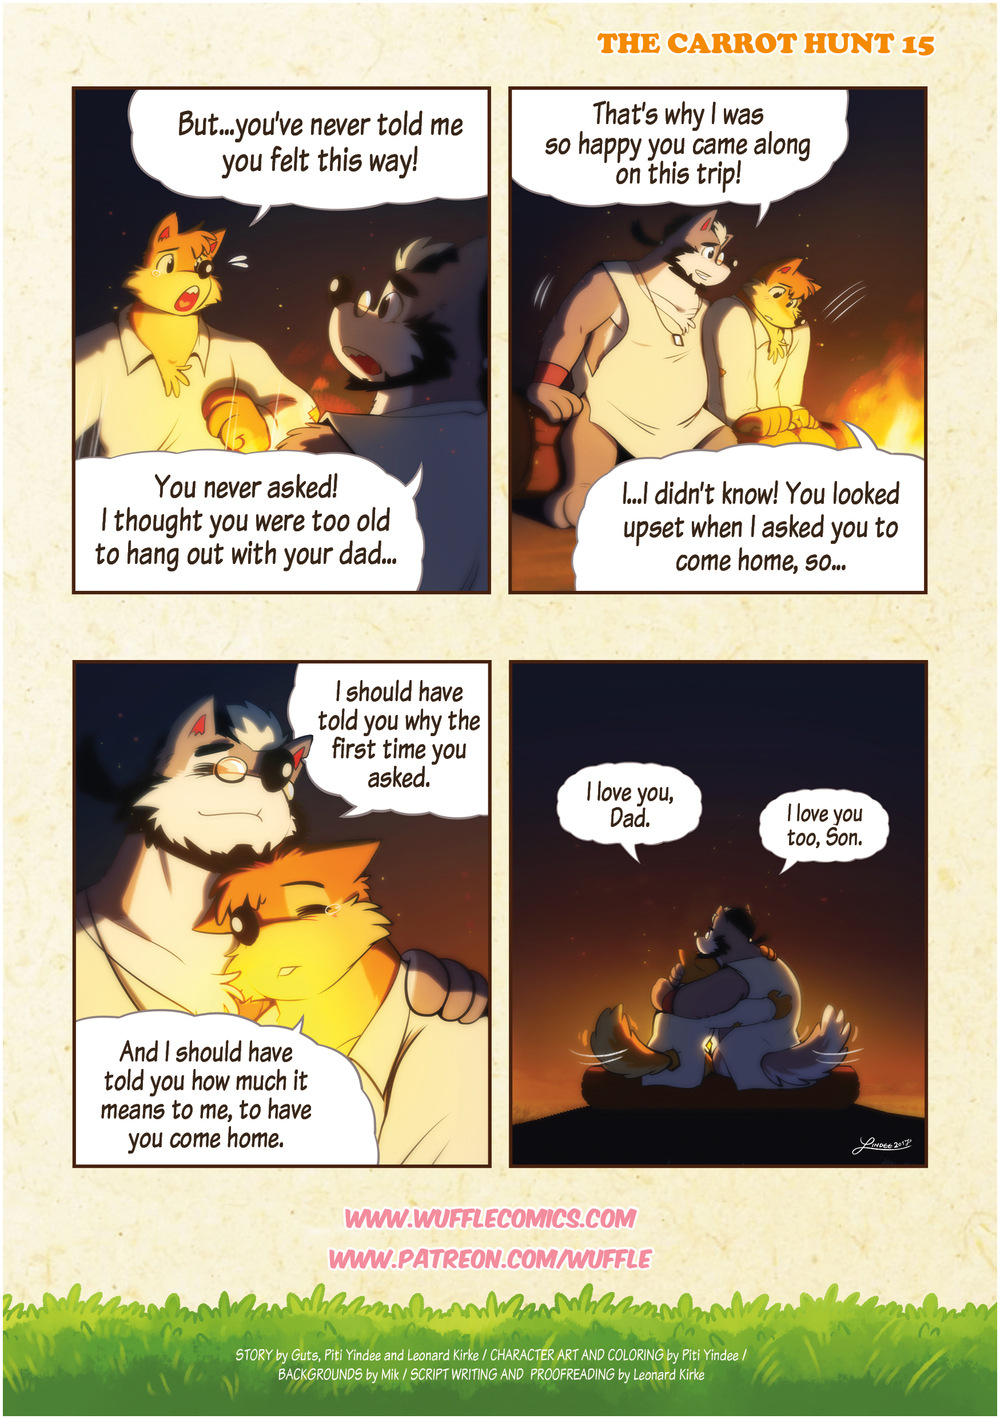 THE CARROT HUNT 15
But...you've never told me
you felt this way!
You never asked!
I thought you were too old
to hang out with your dad...
That's why I was
so happy you came along
on this trip!
I...I didn't know! You looked
upset when I asked you to
come home, so...
I should have
told you why the
first time you
asked.
And I should have
told you how much it
means to me, to have
you come home.
I love you,
Dad.
I love you
too, Son.
YINDEE 2017
WWW.WUFFLECOMICS.COM
WWW.PATREON.COM/WUFFLE
STORY by Guts, Piti Yindee and Leonard Kirke / CHARACTER ART AND COLORING by Piti Yindee /
BACKGROUNDS by Mik / SCRIPT WRITING AND PROOFREADING by Leonard Kirke